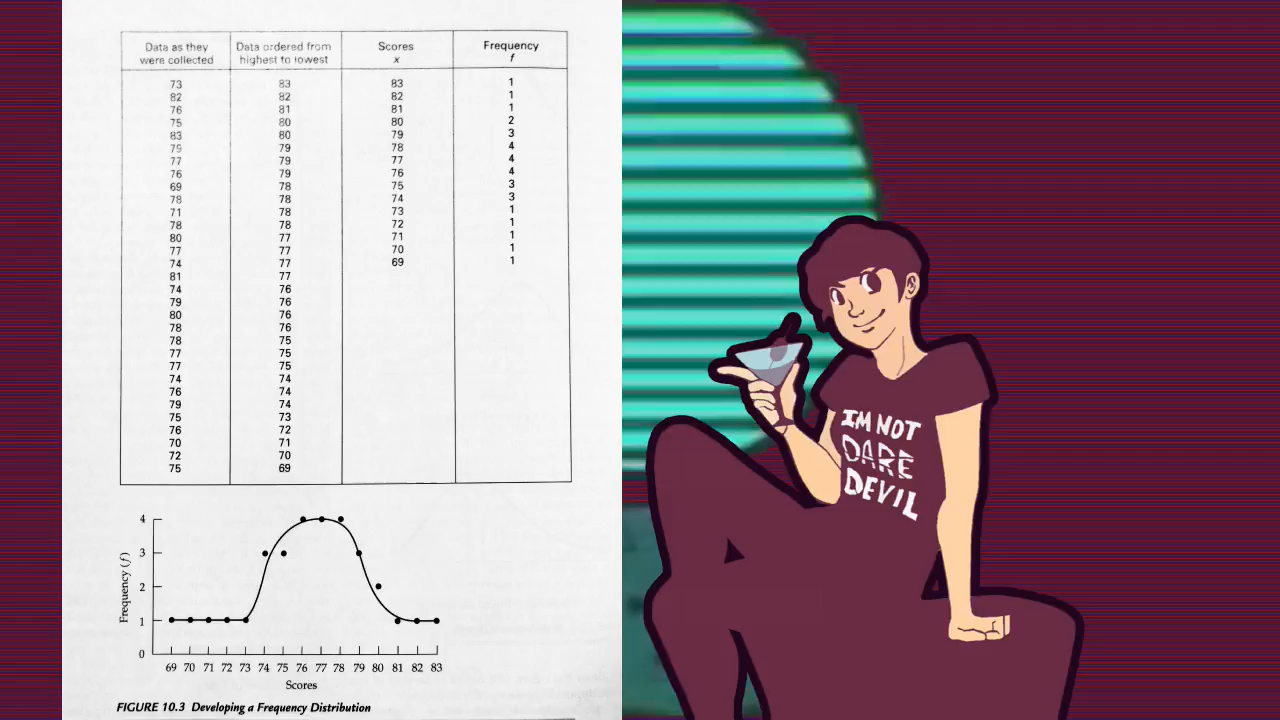 Data as they were collected | Data ordered from highest to lowest | Scores x | Frequency f
73 83 83 1
82 82 82 1
76 81 81 1
75 80 80 2
83 80 79 3
79 79 78 4
77 79 77 4
76 79 76 4
69 78 75 3
78 78 74 3
71 78 73 1
78 78 72 1
80 77 71 1
77 77 70 1
74 77 69 1
81 77
74 76
79 76
80 76
78 76
78 75
77 75
77 75
74 74
76 74
79 74
75 73
76 72
70 71
72 70
75 69
Frequency (f)
4
3
2
1
0
69 70 71 72 73 74 75 76 77 78 79 80 81 82 83
Scores
FIGURE 10.3 Developing a Frequency Distribution
IM NOT
DARE
DEVIL